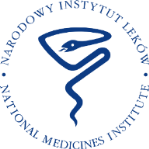 NARODOWY INSTYTUT LEKÓW
NATIONAL MEDICINES INSTITUTE